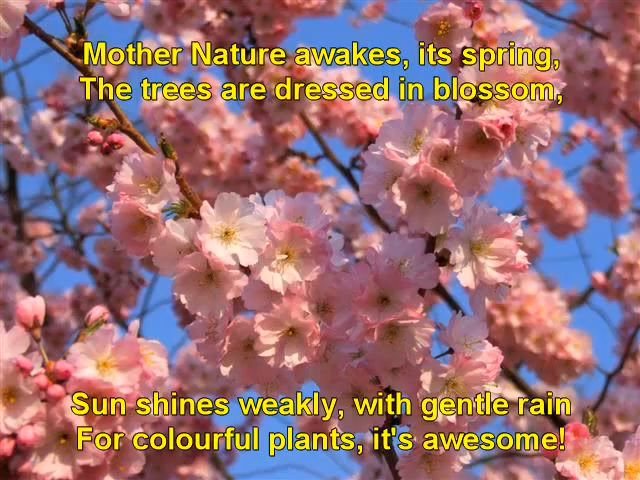 Mother Nature awakes, its spring,
The trees are dressed in blossom,
Sun shines weakly, with gentle rain
For colourful plants, it's awesome!